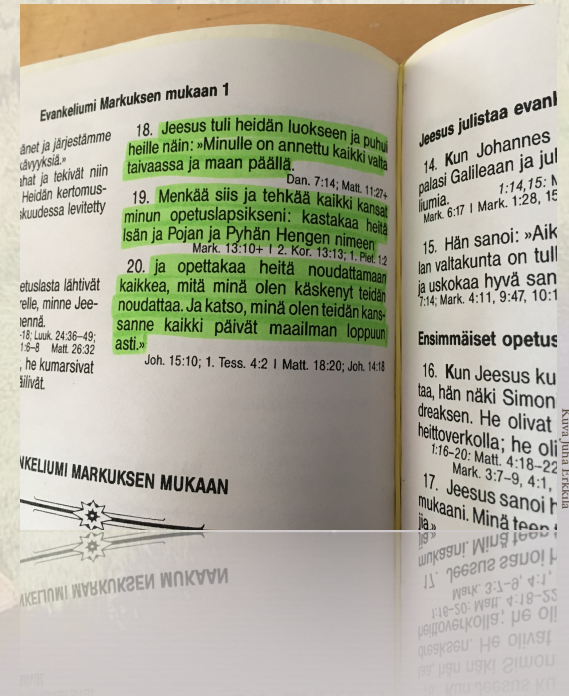 Evankeliumi Markuksen mukaan 1
änet ja järjestämme
kävyyksiä.»
ahat ja tekivät niin
Heidän kertomus-
skuudessa levitetty
etuslasta lähtivät
relle, minne Jee-
nennä.
-18; Luuk. 24:36–49;
1:6–8 Matt. 26:32
, he kumarsivat
äilivät.
18. Jeesus tuli heidän luokseen ja puhui
heille näin: »Minulle on annettu kaikki valta
taivaassa ja maan päällä.
Dan. 7:14; Matt. 11:27+
19. Menkää siis ja tehkää kaikki kansat
minun opetuslapsikseni: kastakaa heitä
Isän ja Pojan ja Pyhän Hengen nimeen
Mark. 13:10+ I 2. Kor. 13:13; 1. Piet. 1:2
20. ja opettakaa heitä noudattamaan
kaikkea, mitä minä olen käskenyt teidän
noudattaa. Ja katso, minä olen teidän kans-
sanne kaikki päivät maailman loppuun
asti.»
Joh. 15:10; 1. Tess. 4:2 I Matt. 18:20; Joh. 14:18
NKELIUMI MARKUKSEN MUKAAN
Jeesus julistaa evank
14. Kun Johannes
palasi Galileaan ja jul
liumia. 1:14,15: M
Mark. 6:17 I Mark. 1:28, 15
15. Hän sanoi: »Aik
lan valtakunta on tull
ja uskokaa hyvä san
7:14; Mark. 4:11, 9:47, 10:1
Ensimmäiset opetus
16. Kun Jeesus ku
taa, hän näki Simon
dreaksen. He olivat
heittoverkolla; he oli
1:16–20: Matt. 4:18–22
Mark. 3:7–9, 4:1,
17. Jeesus sanoi h
mukaani. Minä teen
jia.»
Kuva Juha Erkkilä